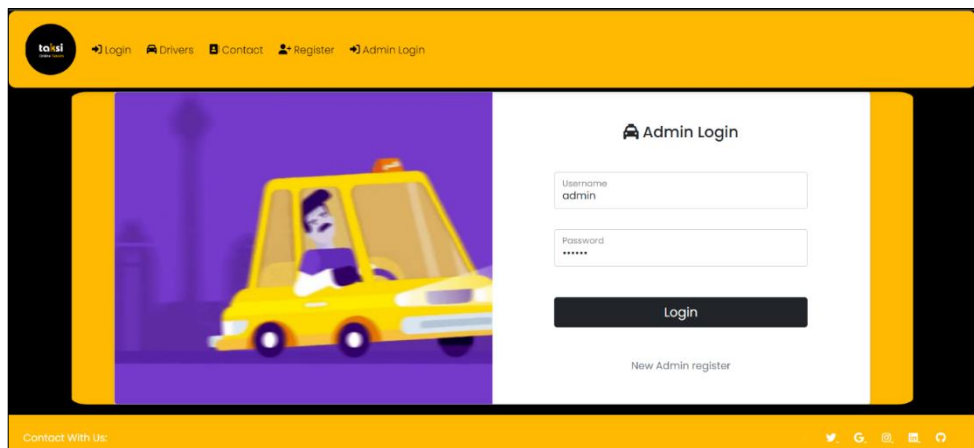 taksi
Login Drivers Contact Register Admin Login
Admin Login
Username
admin
Password
••••••
Login
New Admin register
Contact With Us: